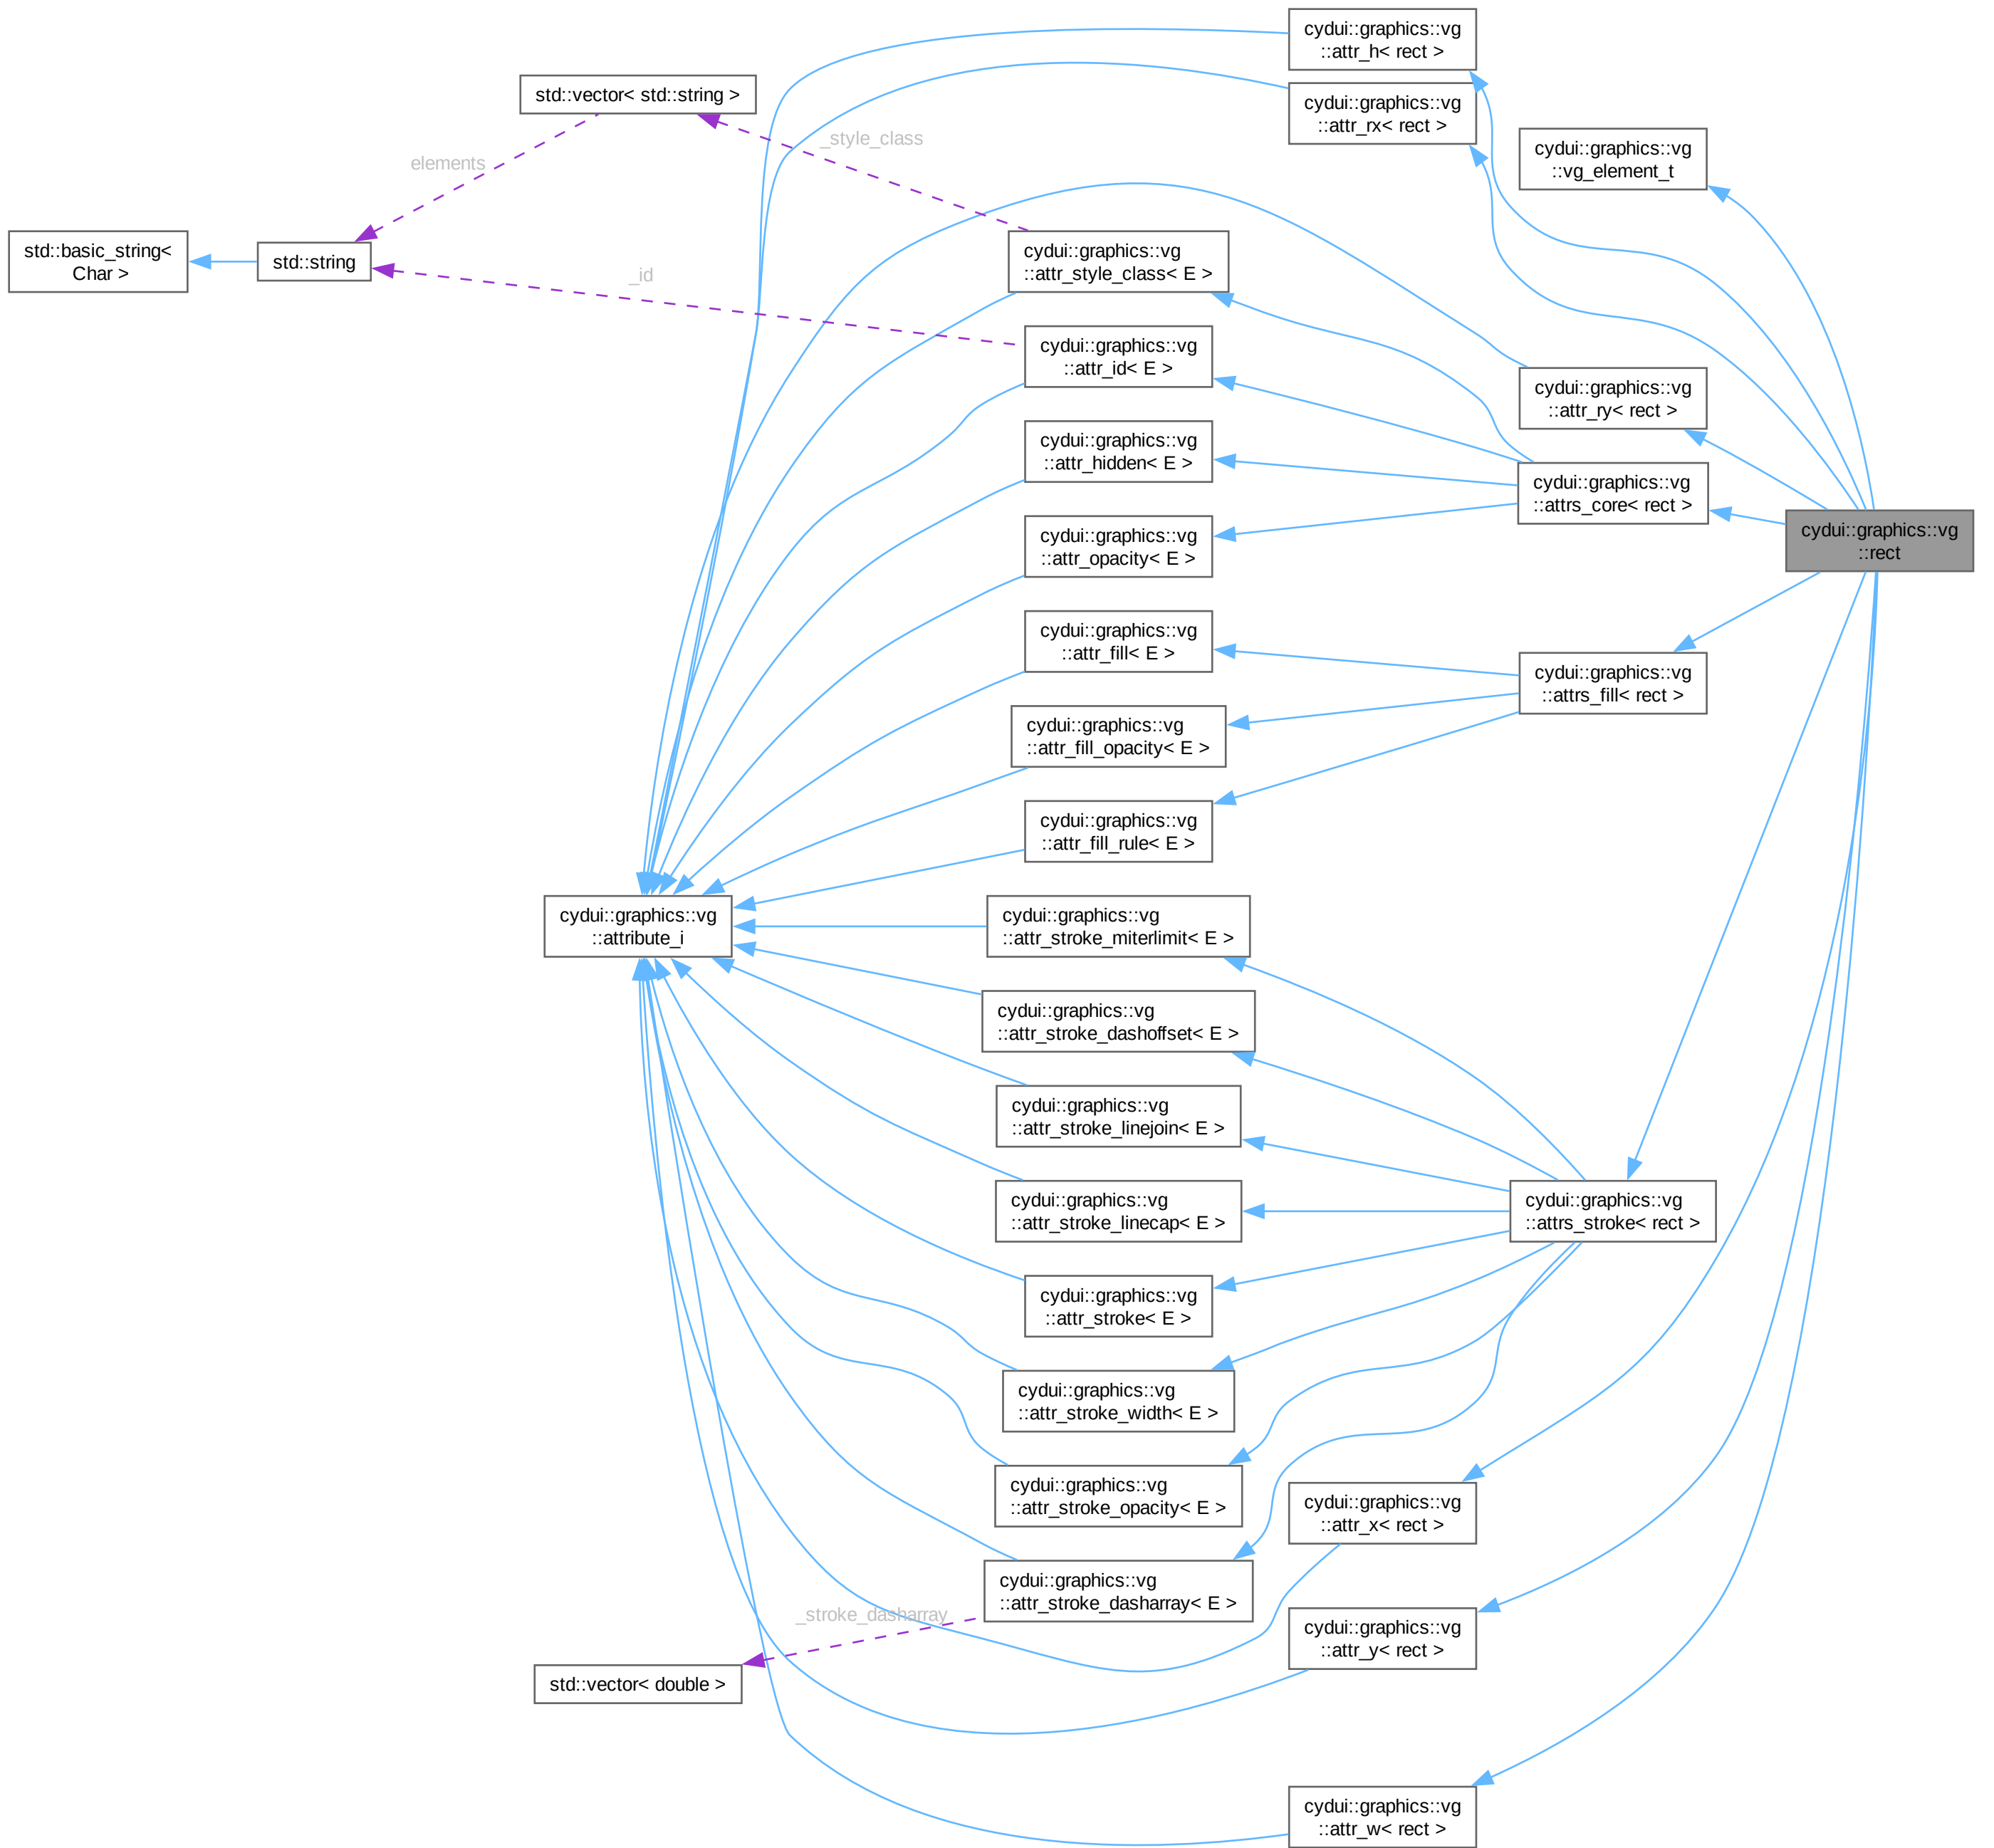 cydui::graphics::vg
::attr_h< rect >
std::vector< std::string >
cydui::graphics::vg
::attr_rx< rect >
_style_class
elements
cydui::graphics::vg
::vg_element_t
std::basic_string<
Char >
std::string
_id
cydui::graphics::vg
::attr_style_class< E >
cydui::graphics::vg
::attr_id< E >
cydui::graphics::vg
::attr_ry< rect >
cydui::graphics::vg
::attr_hidden< E >
cydui::graphics::vg
::attrs_core< rect >
cydui::graphics::vg
::rect
cydui::graphics::vg
::attr_opacity< E >
cydui::graphics::vg
::attr_fill< E >
cydui::graphics::vg
::attrs_fill< rect >
cydui::graphics::vg
::attr_fill_opacity< E >
cydui::graphics::vg
::attr_fill_rule< E >
cydui::graphics::vg
::attribute_i
cydui::graphics::vg
::attr_stroke_miterlimit< E >
cydui::graphics::vg
::attr_stroke_dashoffset< E >
cydui::graphics::vg
::attr_stroke_linejoin< E >
cydui::graphics::vg
::attr_stroke_linecap< E >
cydui::graphics::vg
::attrs_stroke< rect >
cydui::graphics::vg
::attr_stroke< E >
cydui::graphics::vg
::attr_stroke_width< E >
cydui::graphics::vg
::attr_stroke_opacity< E >
cydui::graphics::vg
::attr_x< rect >
cydui::graphics::vg
::attr_stroke_dasharray< E >
_stroke_dasharray
cydui::graphics::vg
::attr_y< rect >
std::vector< double >
cydui::graphics::vg
::attr_w< rect >